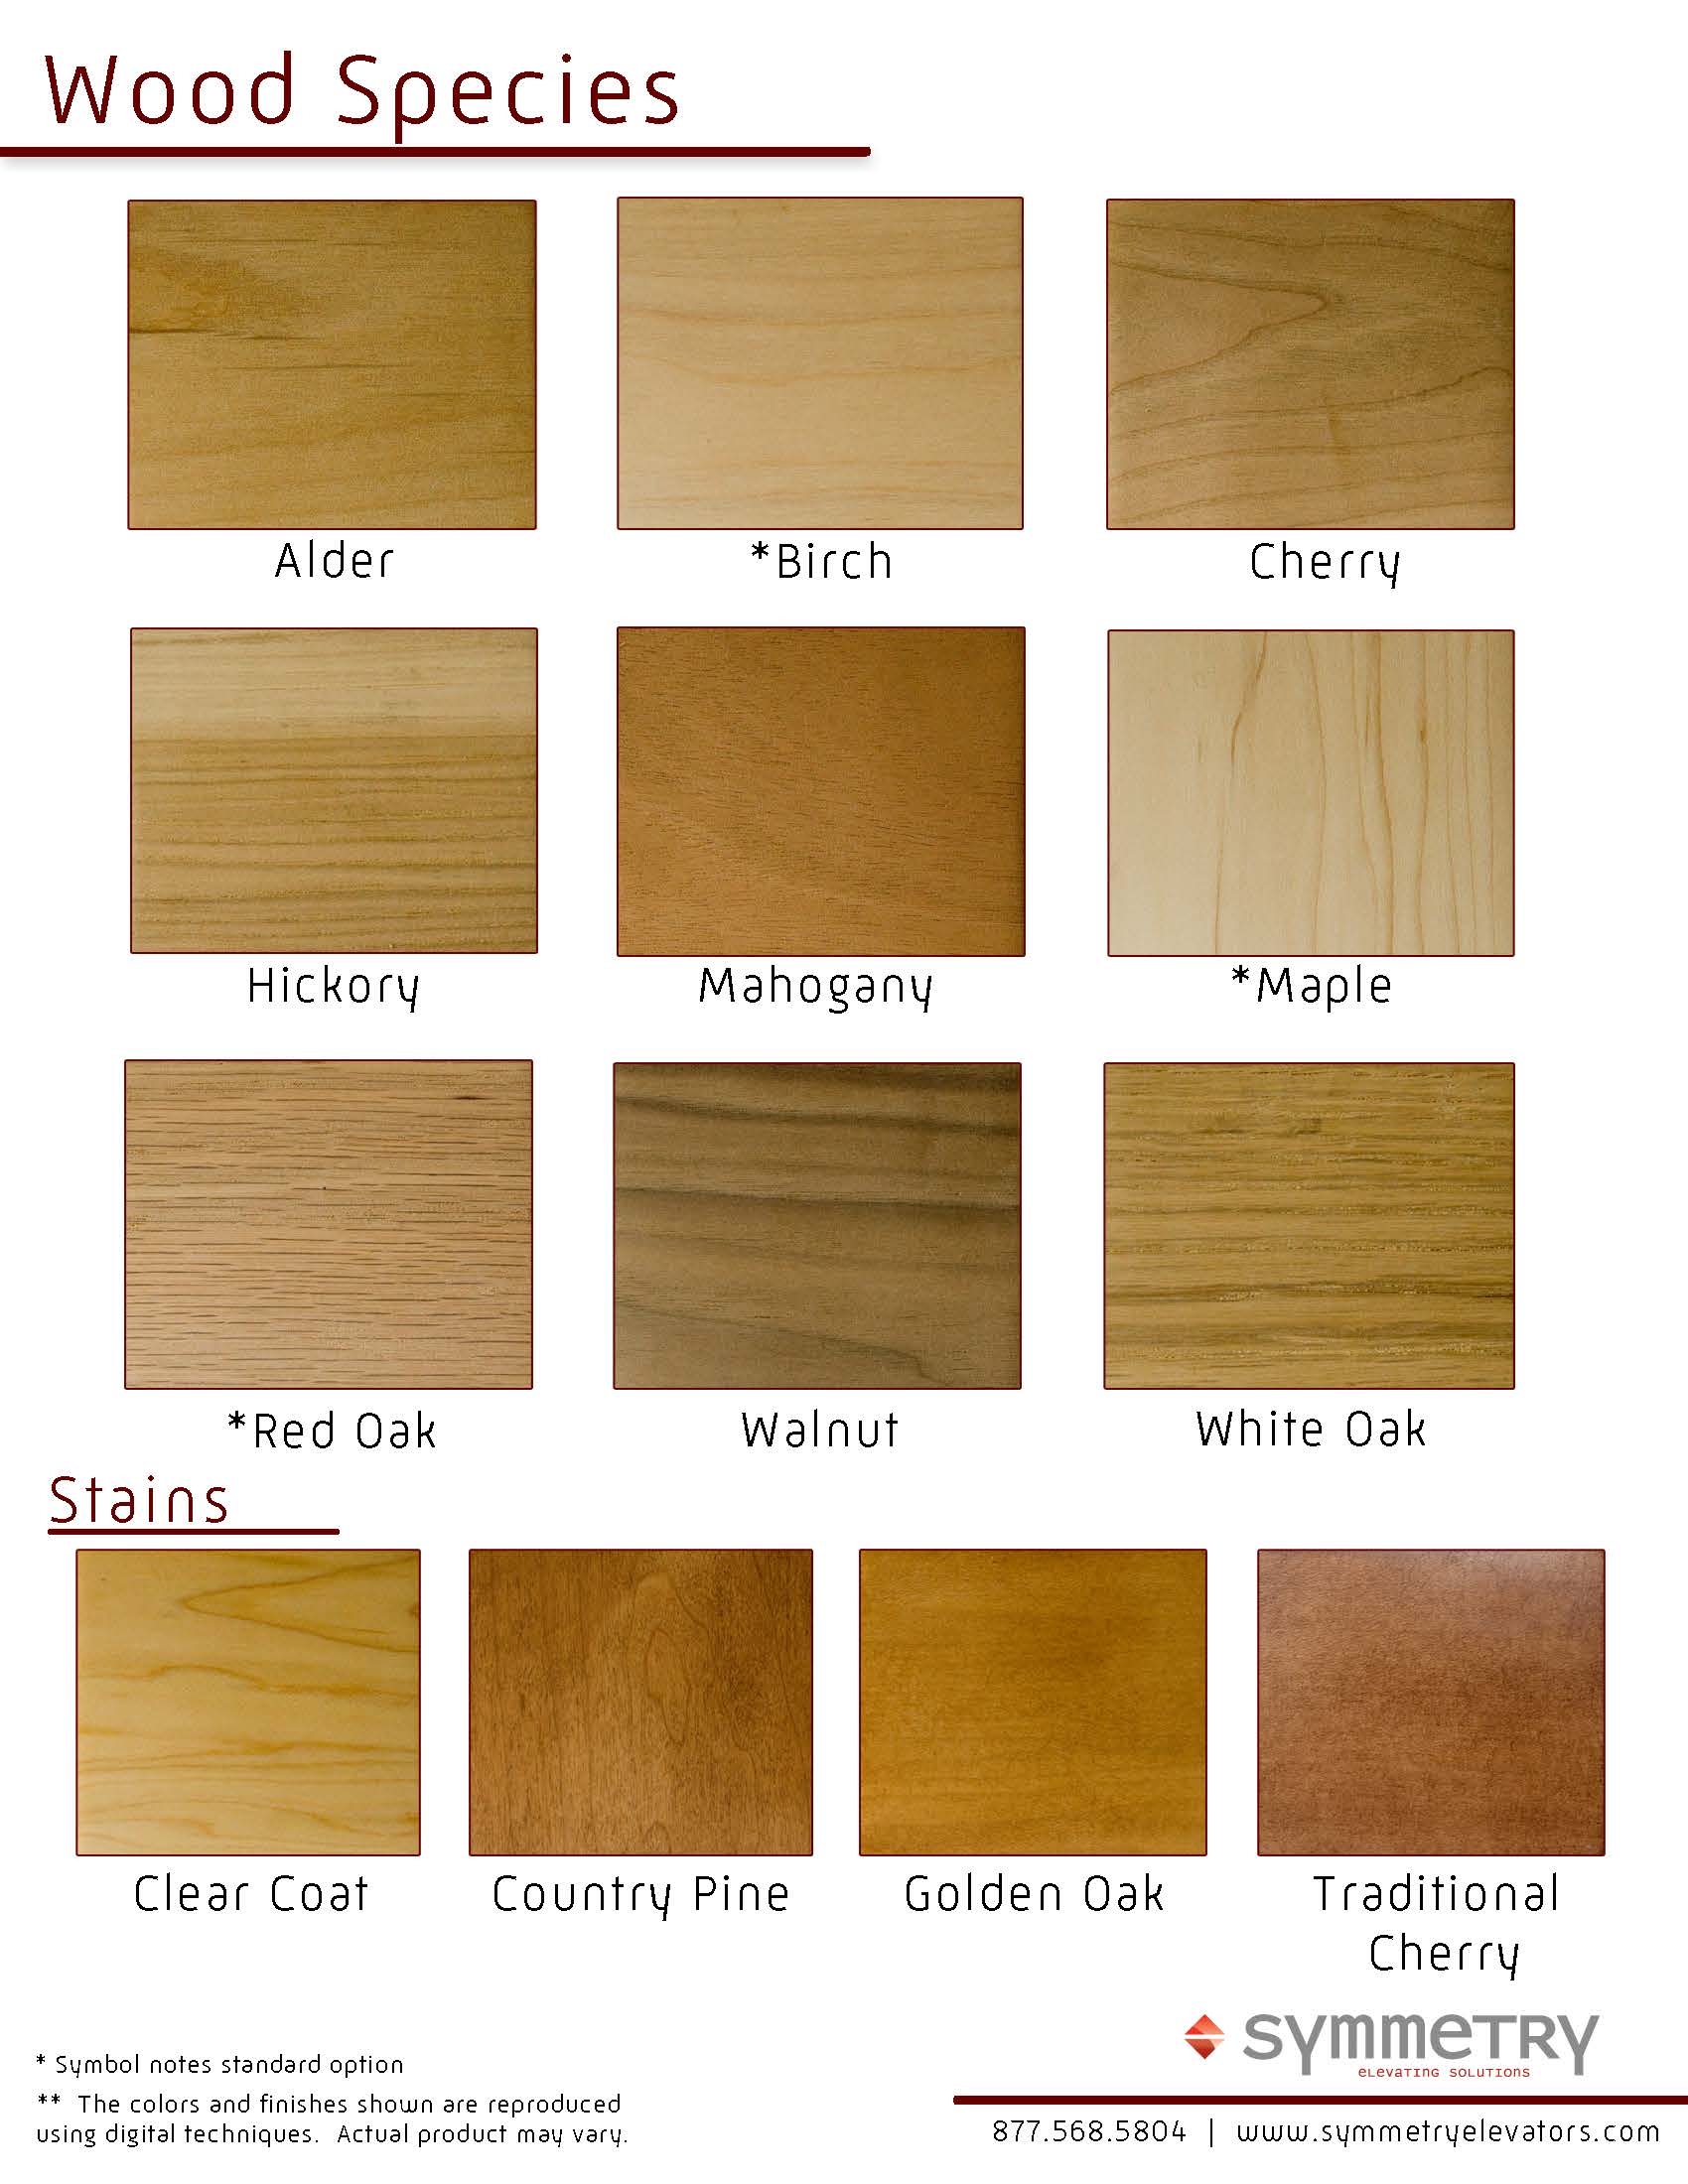 Wood Species
Alder
*Birch
Cherry
Hickory
Mahogany
*Maple
*Red Oak
Walnut
White Oak
Stains
Clear Coat
Country Pine
Golden Oak
Traditional
Cherry
* Symbol notes standard option
** The colors and finishes shown are reproduced
using digital techniques. Actual product may vary.
SYmmeTRY
eLevaTING SOLUTIONS
877.568.5804 | www.symmetryelevators.com